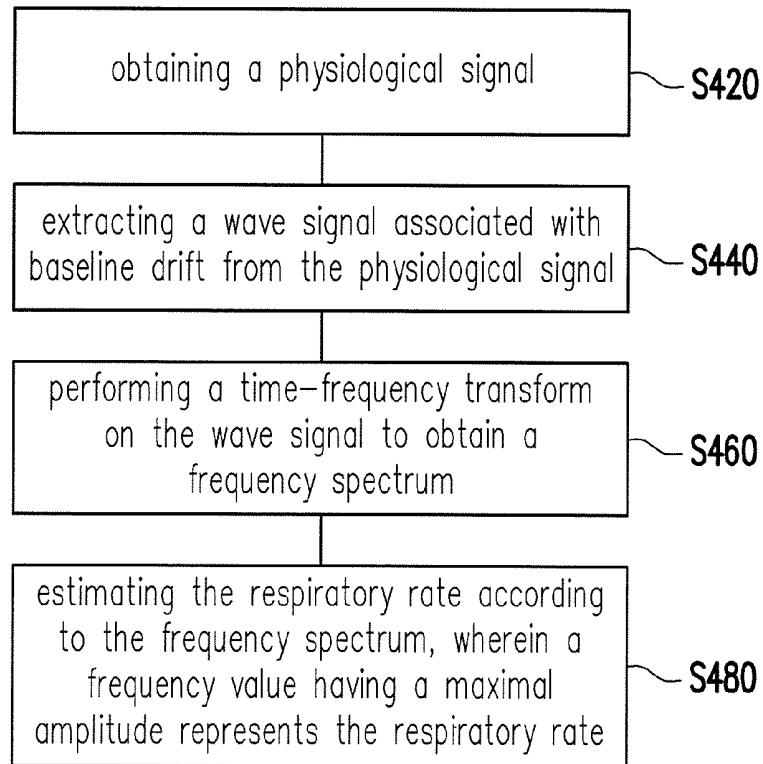 obtaining a physiological signal
S420
extracting a wave signal associated with
baseline drift from the physiological signal
S440
performing a time-frequency transform
on the wave signal to obtain a
frequency spectrum
S460
estimating the respiratory rate according
to the frequency spectrum, wherein a
frequency value having a maximal
amplitude represents the respiratory rate
S480